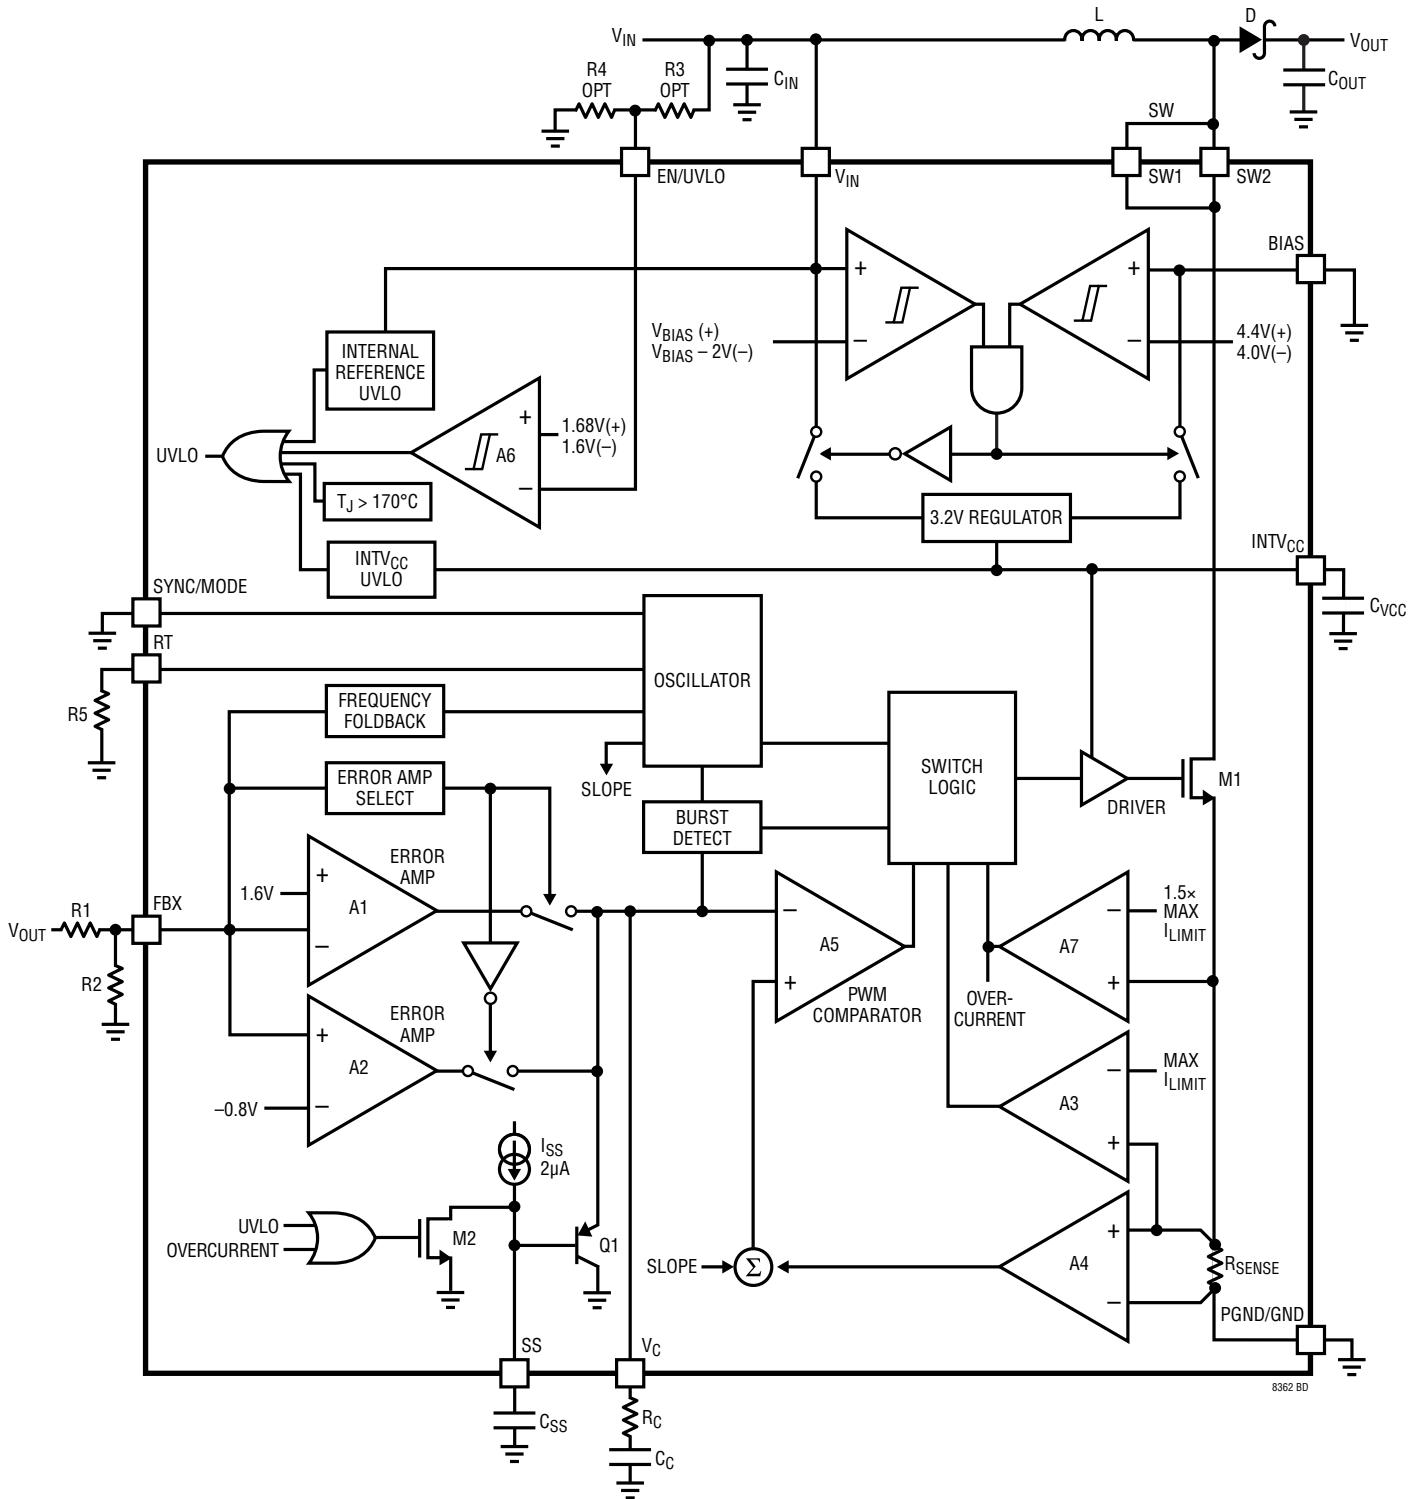 L
D
VIN
VOUT
R4
OPT
R3
OPT
CIN
COUT
SW
EN/UVLO
VIN
SW1
SW2
BIAS
+
+
VBIAS (+)
VBIAS – 2V(–)
–
–
4.4V(+)
4.0V(–)
INTERNAL
REFERENCE
UVLO
+
1.68V(+)
1.6V(–)
A6
–
UVLO
TJ > 170°C
3.2V REGULATOR
INTVCC
UVLO
INTVCC
CVCC
SYNC/MODE
RT
R5
OSCILLATOR
FREQUENCY
FOLDBACK
ERROR AMP
SELECT
SLOPE
SWITCH
LOGIC
M1
DRIVER
BURST
DETECT
ERROR
AMP
+
1.6V
A1
–
FBX
R1
VOUT
R2
–
A5
+
PWM
COMPARATOR
–
1.5×
MAX
ILIMIT
A7
+
OVER-
CURRENT
ERROR
AMP
+
A2
–
–0.8V
–
MAX
ILIMIT
A3
+
ISS
2µA
UVLO
OVERCURRENT
M2
Q1
SLOPE
Σ
+
A4
–
RSENSE
PGND/GND
SS
VC
8362 BD
CSS
RC
CC